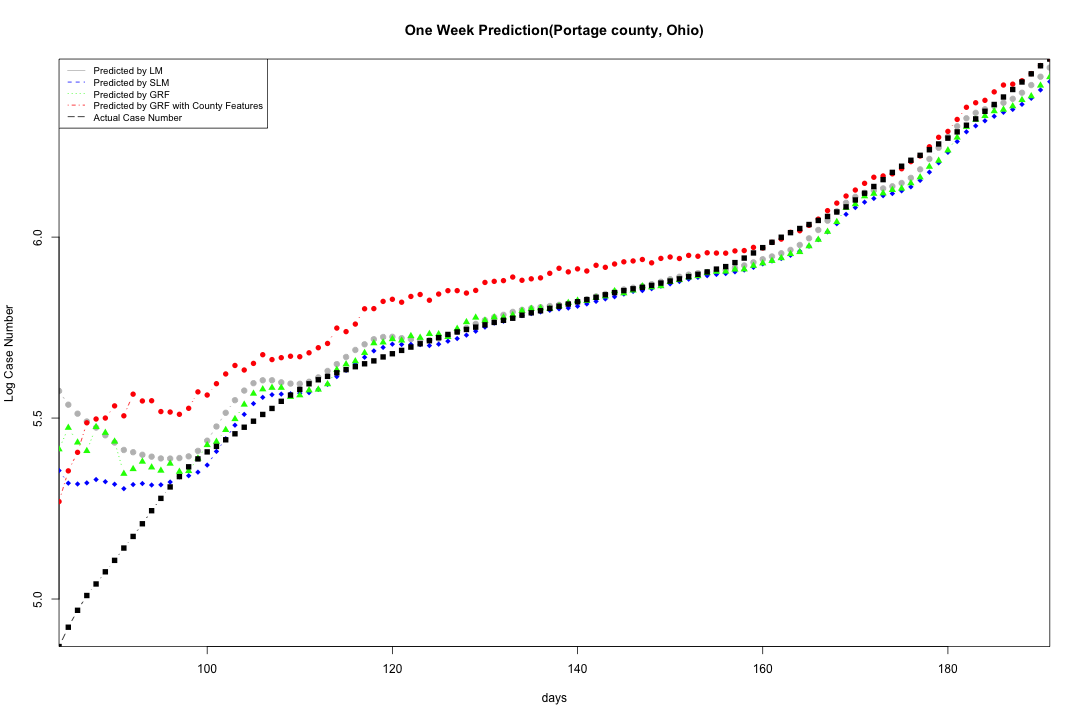 One Week Prediction(Portage county, Ohio)
Predicted by LM
Predicted by SLM
Predicted by GRF
Predicted by GRF with County Features
Actual Case Number
Log Case Number
6.0
5.5
5.0
100 120 140 160 180
days